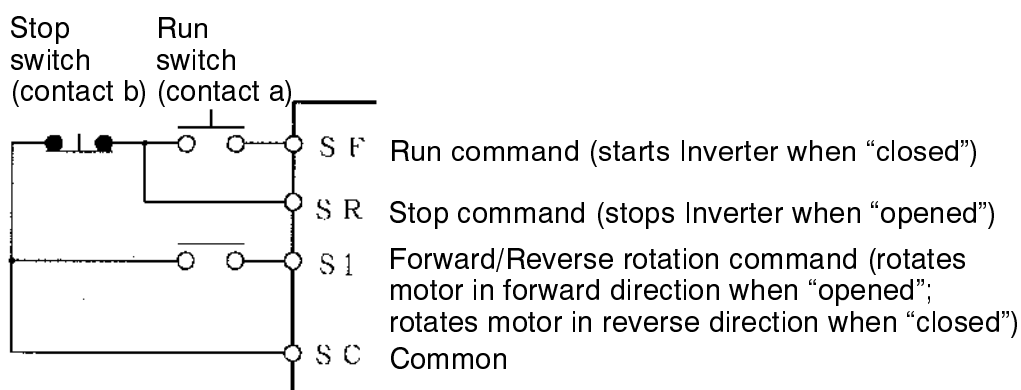 Stop switch (contact b)
Run switch (contact a)
S F Run command (starts Inverter when “closed”)
S R Stop command (stops Inverter when “opened”)
S1 Forward/Reverse rotation command (rotates
motor in forward direction when “opened”;
rotates motor in reverse direction when “closed”)
S C Common